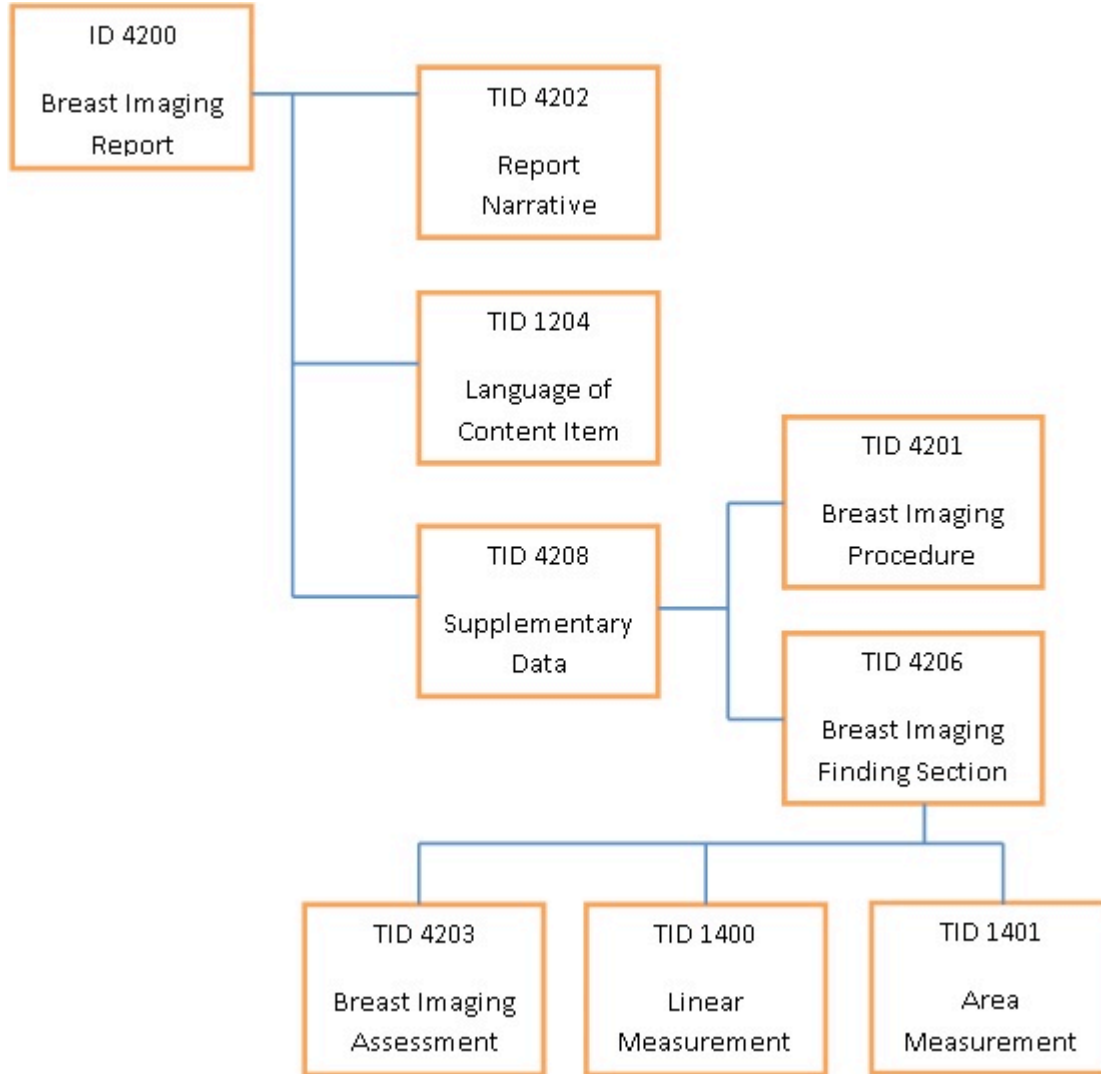 ID 4200
Breast Imaging
Report
TID 4202
Report
Narrative
TID 1204
Language of
Content Item
TID 4208
Supplementary
Data
TID 4201
Breast Imaging
Procedure
TID 4206
Breast Imaging
Finding Section
TID 4203
Breast Imaging
Assessment
TID 1400
Linear
Measurement
TID 1401
Area
Measurement